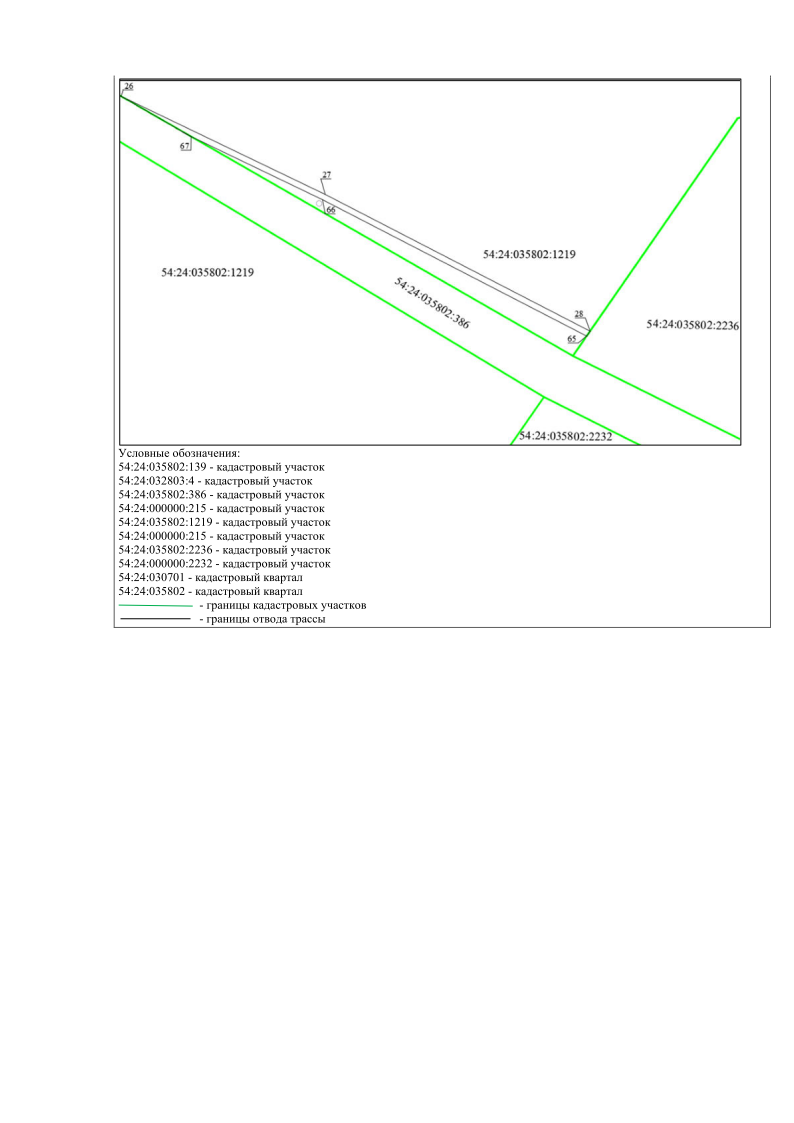 26
67
27
66
54:24:035802:1219
54:24:035802:1219
54:24:035802:386
28
54:24:035802:2236
65
54:24:035802:2232
Условные обозначения:
54:24:035802:139 - кадастровый участок
54:24:032803:4 - кадастровый участок
54:24:035802:386 - кадастровый участок
54:24:000000:215 - кадастровый участок
54:24:035802:1219 - кадастровый участок
54:24:000000:215 - кадастровый участок
54:24:035802:2236 - кадастровый участок
54:24:000000:2232 - кадастровый участок
54:24:030701 - кадастровый квартал
54:24:035802 - кадастровый квартал
- границы кадастровых участков
- границы отвода трассы